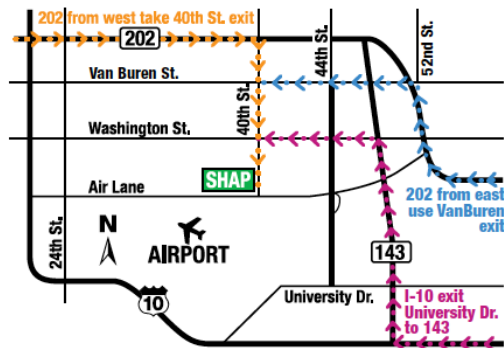 202 from west take 40th St. exit
202
Van Buren St.
44th St.
52nd St.
40th St.
Washington St.
SHAP
Air Lane
202 from east
use VanBuren
exit
N
24th St.
AIRPORT
143
10
University Dr.
I-10 exit
University Dr.
to 143